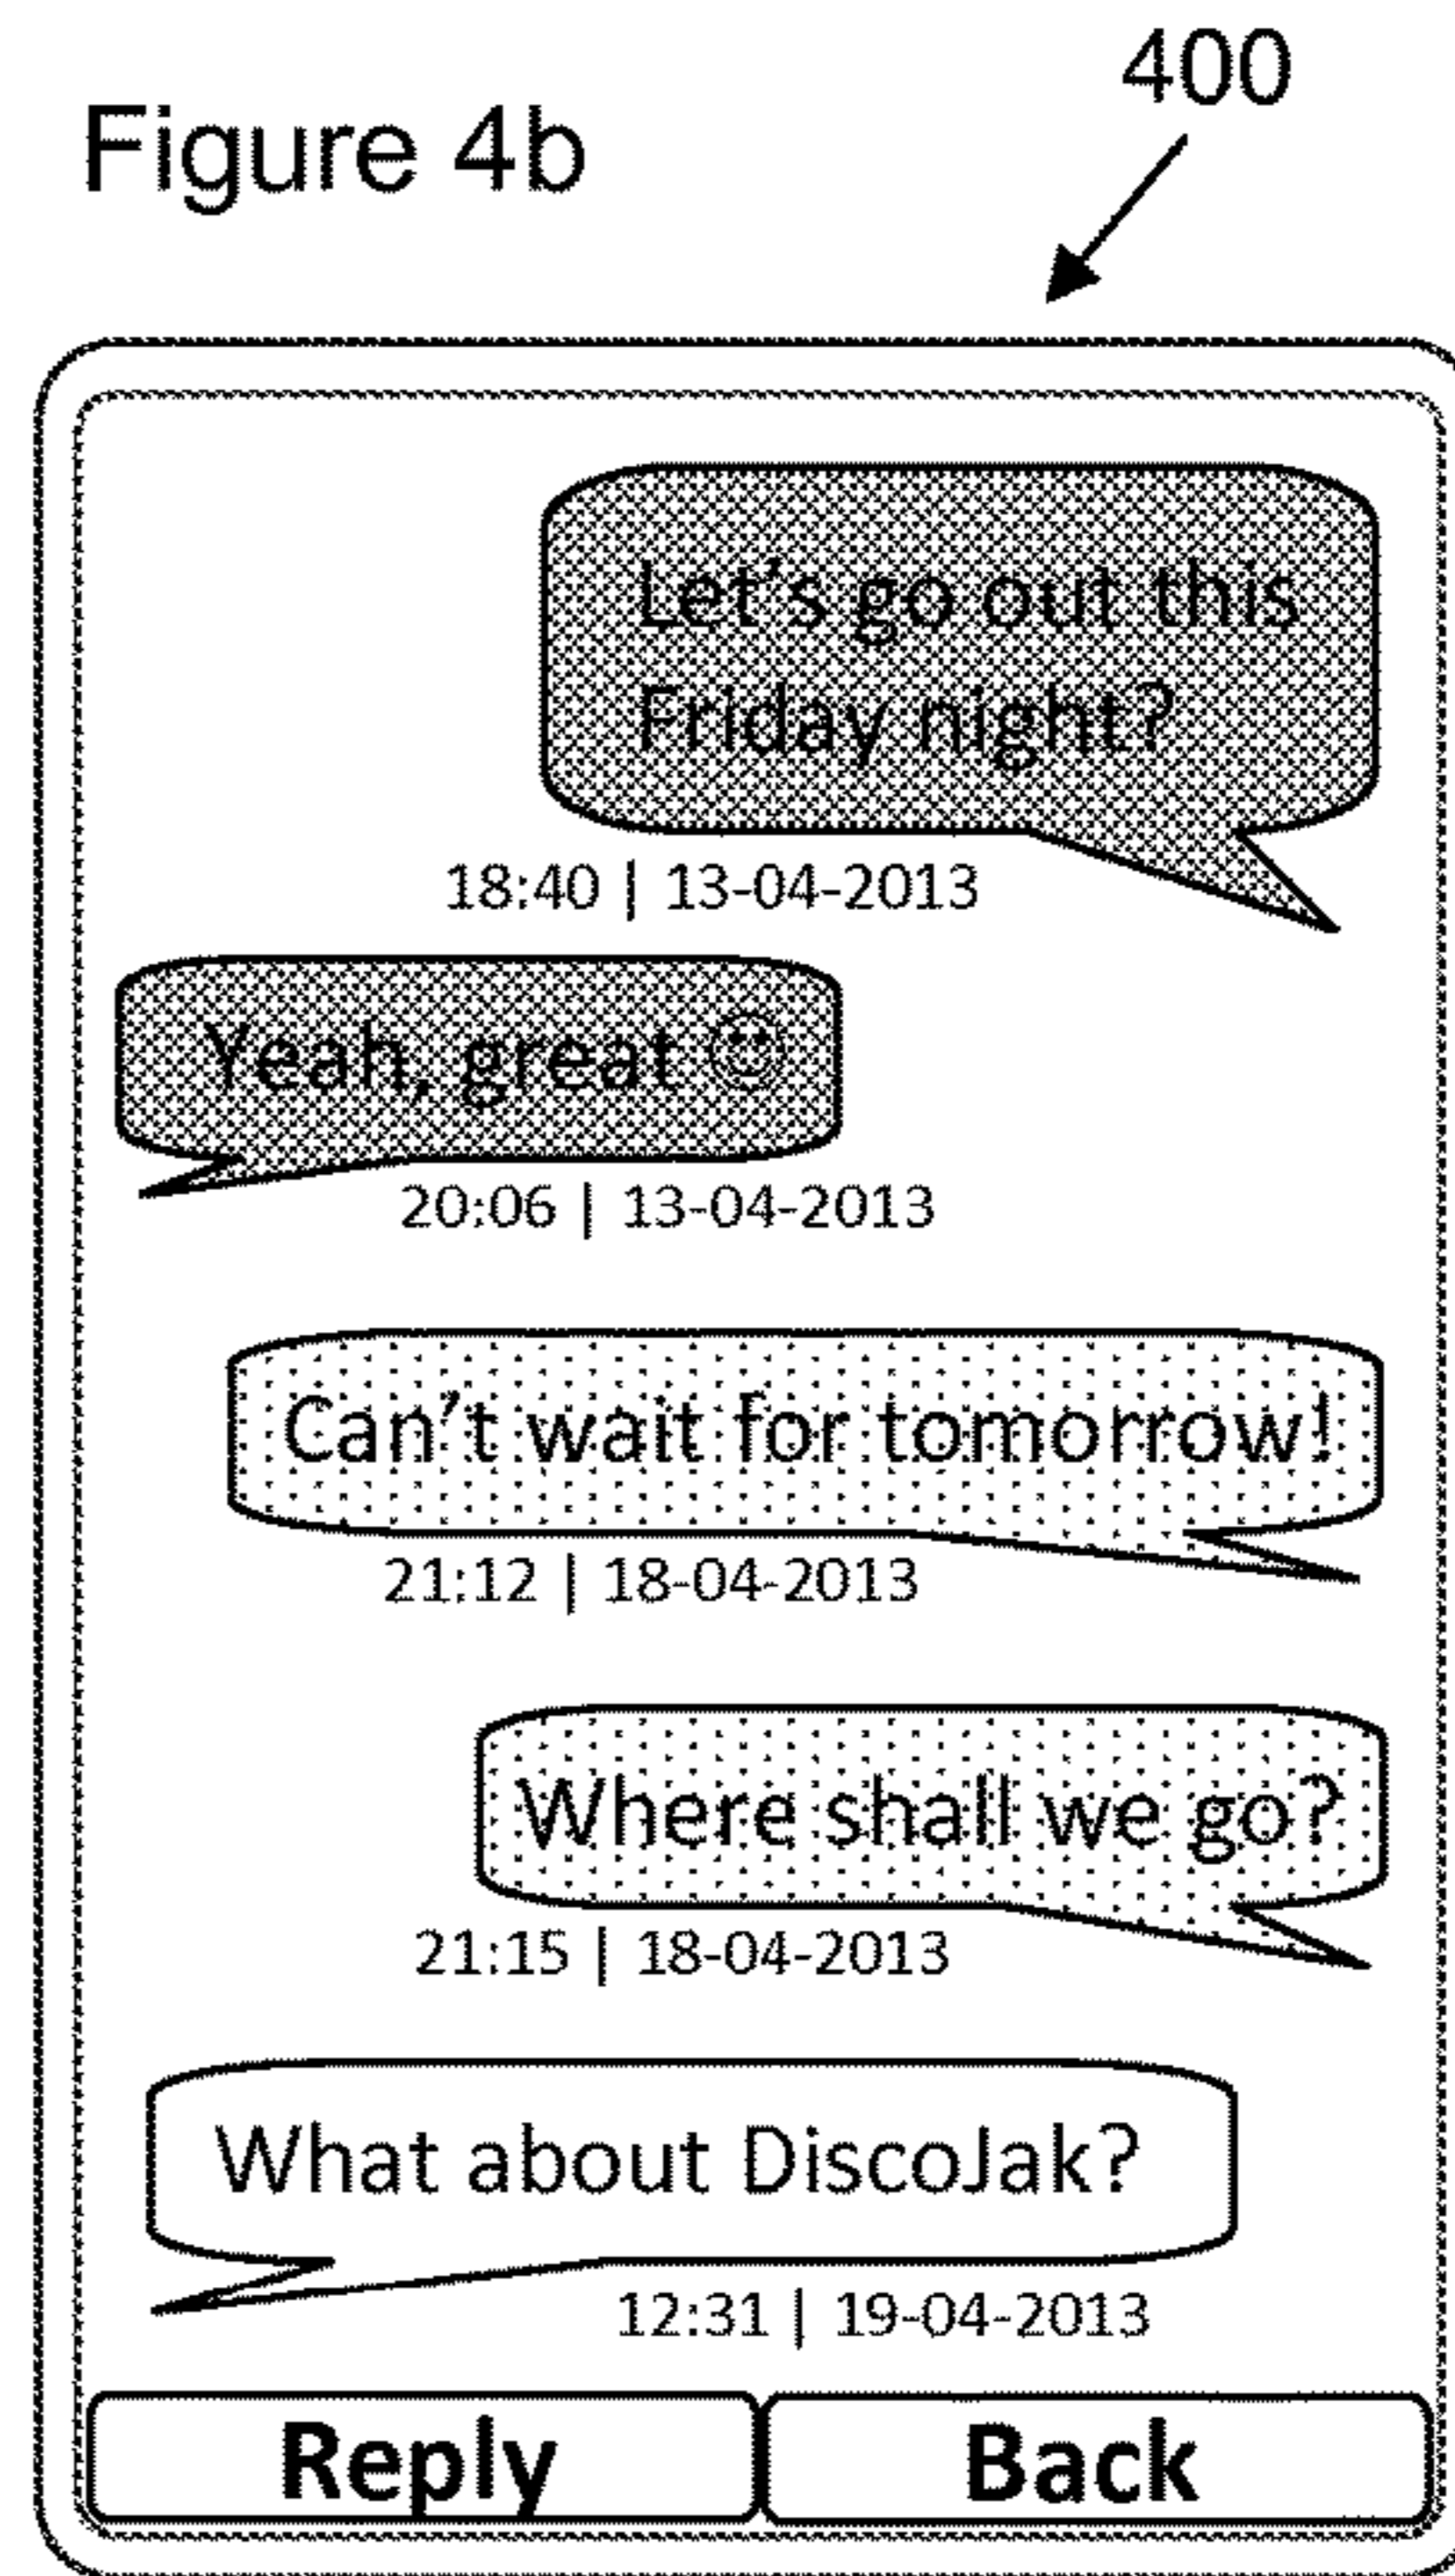 400
Figure 4b
Let's go out this
Friday night?
18:40 | 13-04-2013
Yeah, great ☺
20:06 | 13-04-2013
Can't wait for tomorrow!
21:12 | 18-04-2013
Where shall we go?
21:15 | 18-04-2013
What about DiscoJak?
12:31 | 19-04-2013
Reply Back